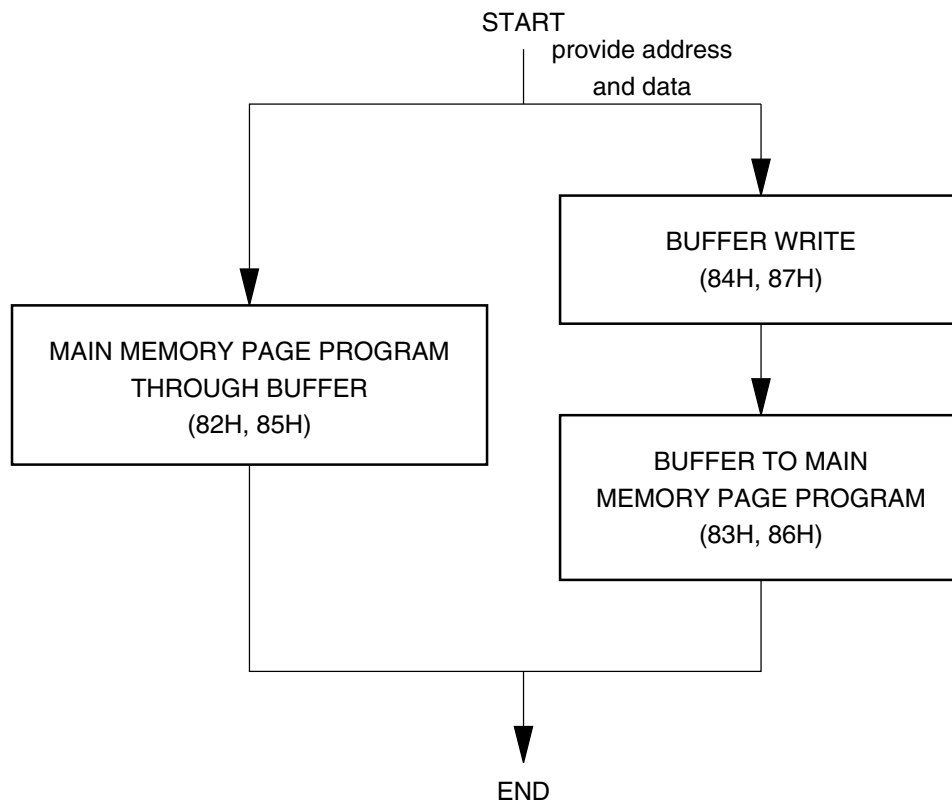 START
provide address
and data
BUFFER WRITE
(84H, 87H)
MAIN MEMORY PAGE PROGRAM
THROUGH BUFFER
(82H, 85H)
BUFFER TO MAIN
MEMORY PAGE PROGRAM
(83H, 86H)
END